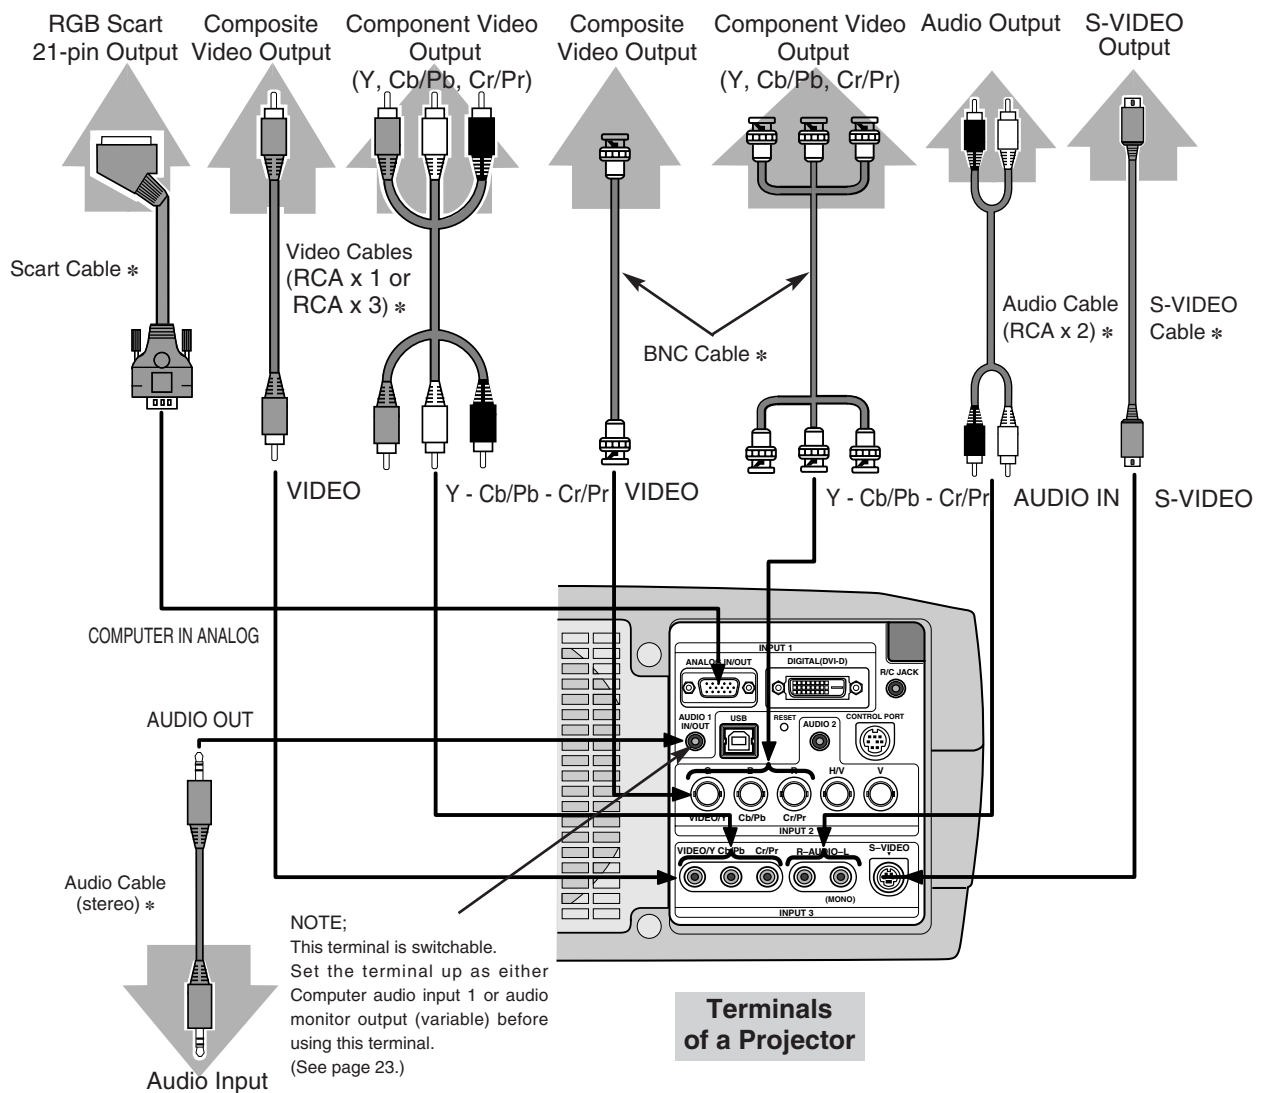 RGB Scart
21-pin Output
Composite
Video Output
Component Video
Output
(Y, Cb/Pb, Cr/Pr)
Composite
Video Output
Component Video
Output
(Y, Cb/Pb, Cr/Pr)
Audio Output
S-VIDEO
Output
Scart Cable *
Video Cables
(RCA x 1 or
RCA x 3) *
BNC Cable *
Audio Cable
(RCA x 2) *
S-VIDEO
Cable *
VIDEO
Y - Cb/Pb - Cr/Pr
VIDEO
Y - Cb/Pb - Cr/Pr
AUDIO IN
S-VIDEO
COMPUTER IN ANALOG
AUDIO OUT
INPUT 1
ANALOG IN/OUT
DIGITAL(DVI-D)
R/C JACK
AUDIO 1
IN/OUT
USB
RESET
AUDIO 2
CONTROL PORT
G
B
R
H/V
V
VIDEO/Y
Cb/Pb
Cr/Pr
INPUT 2
VIDEO/Y Cb/Pb Cr/Pr
R–AUDIO–L
S–VIDEO
(MONO)
INPUT 3
Audio Cable
(stereo) *
Audio Input
NOTE;
This terminal is switchable.
Set the terminal up as either
Computer audio input 1 or audio
monitor output (variable) before
using this terminal.
(See page 23.)
Terminals
of a Projector